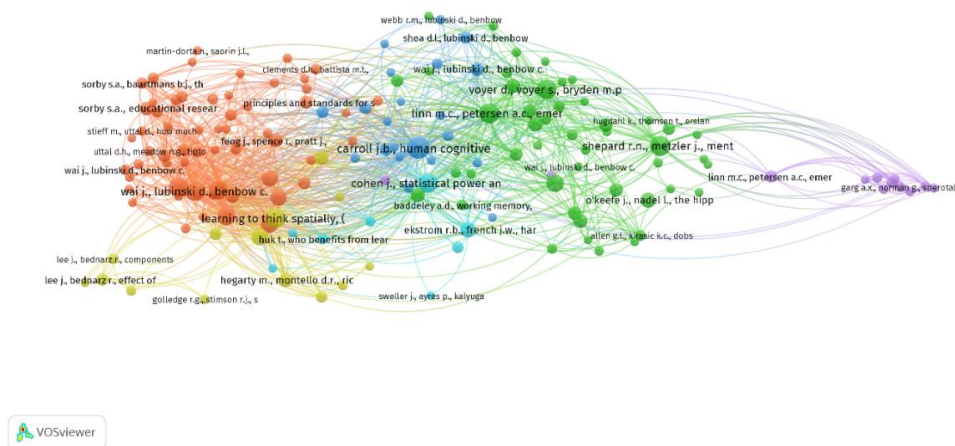 webb r.m., lubinski d., benbow
shea d.l., lubinski d., benbow
martin-dorta n., saorin j.l.,
clements d.h., battista m.t.,
wai j., lubinski d., benbow c.
sorby s.a., baartmans b.j., th
voyer d., voyer s., bryden m.p
principles and standards for s
sorby s.a., educational resear
linn m.c., petersen a.c., emer
hugdahl k., thomsen t., ersland
stieff m., uttal d., how much
feng j., spence i., pratt j.,
shepard r.n., metzler j., ment
carroll j.b., human cognitive
uttal d.h., meadow n.g., tipto
wai j., lubinski d., benbow c.
wai j., lubinski d., benbow c.
linn m.c., petersen a.c., emer
cohen j., statistical power an
garg a.x., norman g., sperotal
wai j., lubinski d., benbow c.
o'keefe j., nadel l., the hipp
baddeley a.d., working memory,
learning to think spatially, (
ekstrom r.b., french j.w., har
allen g.l., kirasic k.c., dobs
huk t., who benefits from lear
lee j., bednarz r., components
lee j., bednarz r., effect of
hegarty m., montello d.r., ric
golledge r.g., stimson r.j., s
sweller j., ayres p., kalyuga
VOSviewer